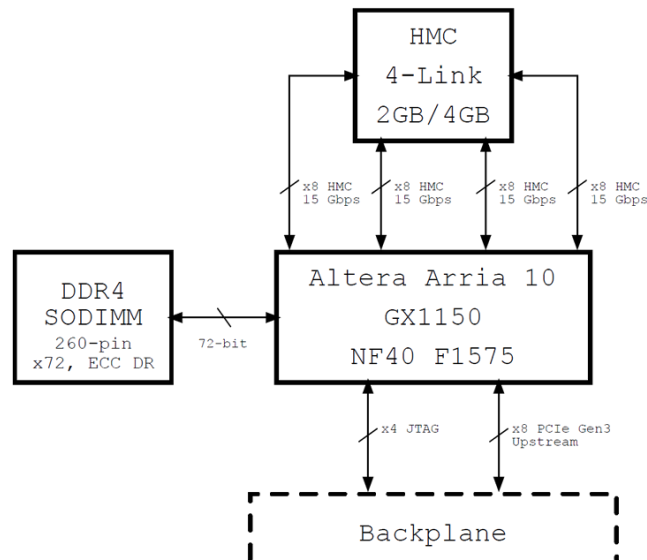 HMC
4-Link
2GB/4GB
x8 HMC
15 Gbps
x8 HMC
15 Gbps
x8 HMC
15 Gbps
x8 HMC
15 Gbps
DDR4
SODIMM
260-pin
x72, ECC DR
72-bit
Altera Arria 10
GX1150
NF40 F1575
x4 JTAG
x8 PCIe Gen3
Upstream
Backplane